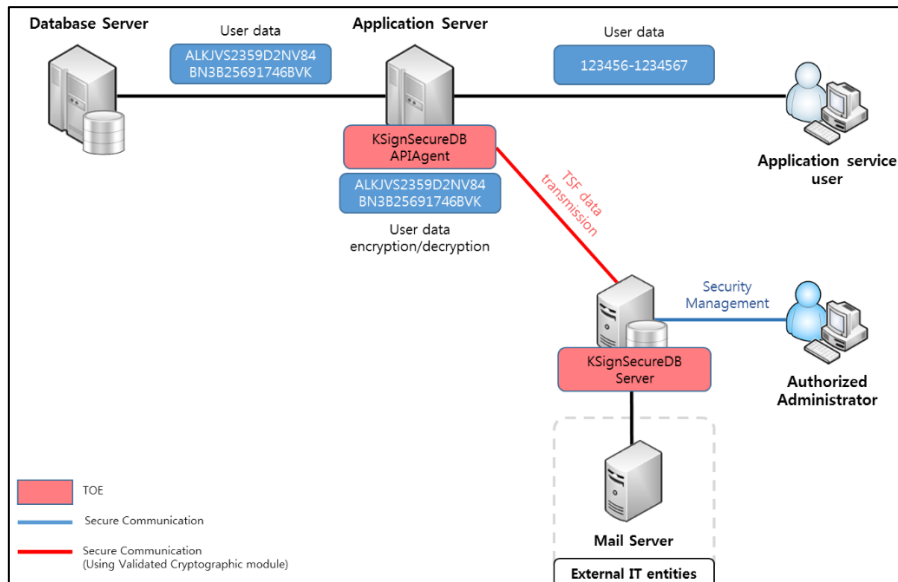 Database Server
Application Server
User data
User data
ALKJVS2359D2NV84
BN3B25691746BVK
123456-1234567
KSignSecureDB
APIAgent
Application service
user
ALKJVS2359D2NV84
BN3B25691746BVK
TSF data
transmission
User data
encryption/decryption
Security
Management
KSignSecureDB
Server
Authorized
Administrator
TOE
Secure Communication
Mail Server
Secure Communication
(Using Validated Cryptographic module)
External IT entities